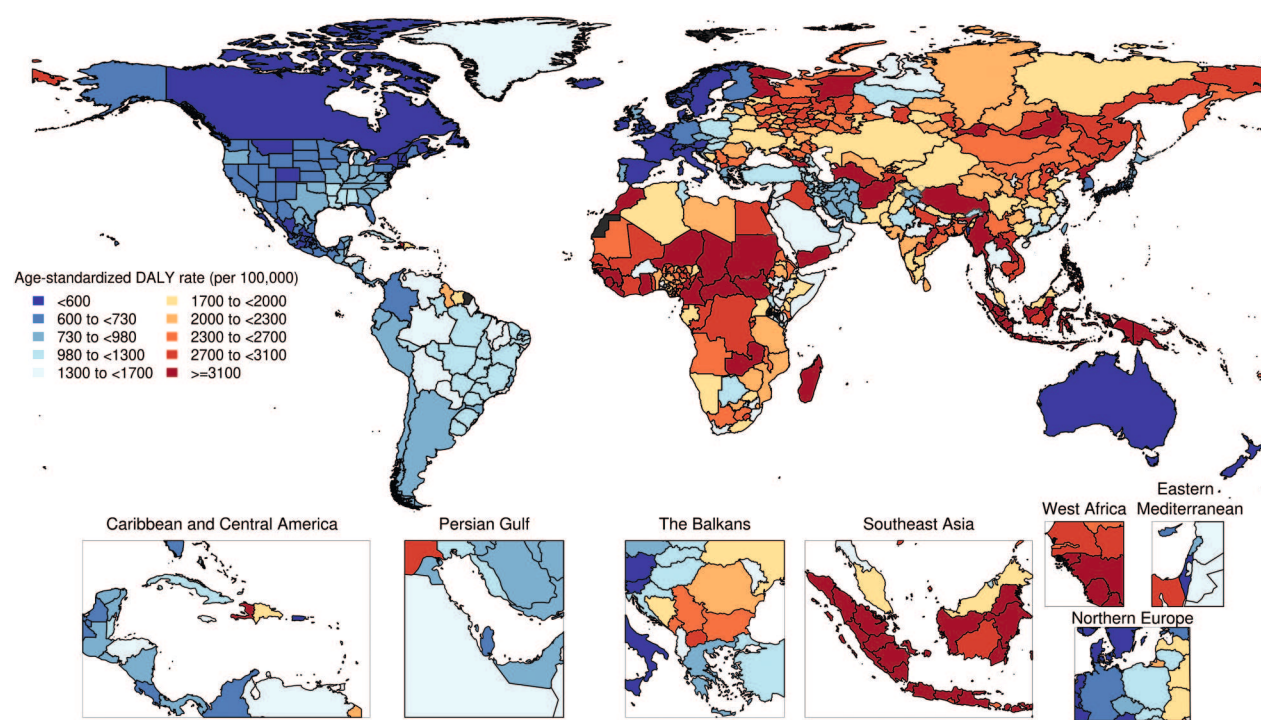 Age-standardized DALY rate (per 100,000)
<600
600 to <730
730 to <980
980 to <1300
1300 to <1700
1700 to <2000
2000 to <2300
2300 to <2700
2700 to <3100
>=3100
Caribbean and Central America
Persian Gulf
The Balkans
Southeast Asia
West Africa
Eastern
Mediterranean
Northern Europe